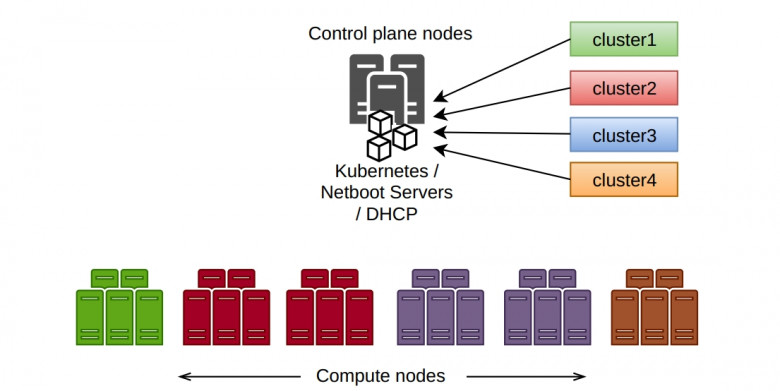 Control plane nodes
cluster1
cluster2
cluster3
cluster4
Kubernetes /
Netboot Servers
/ DHCP
Compute nodes